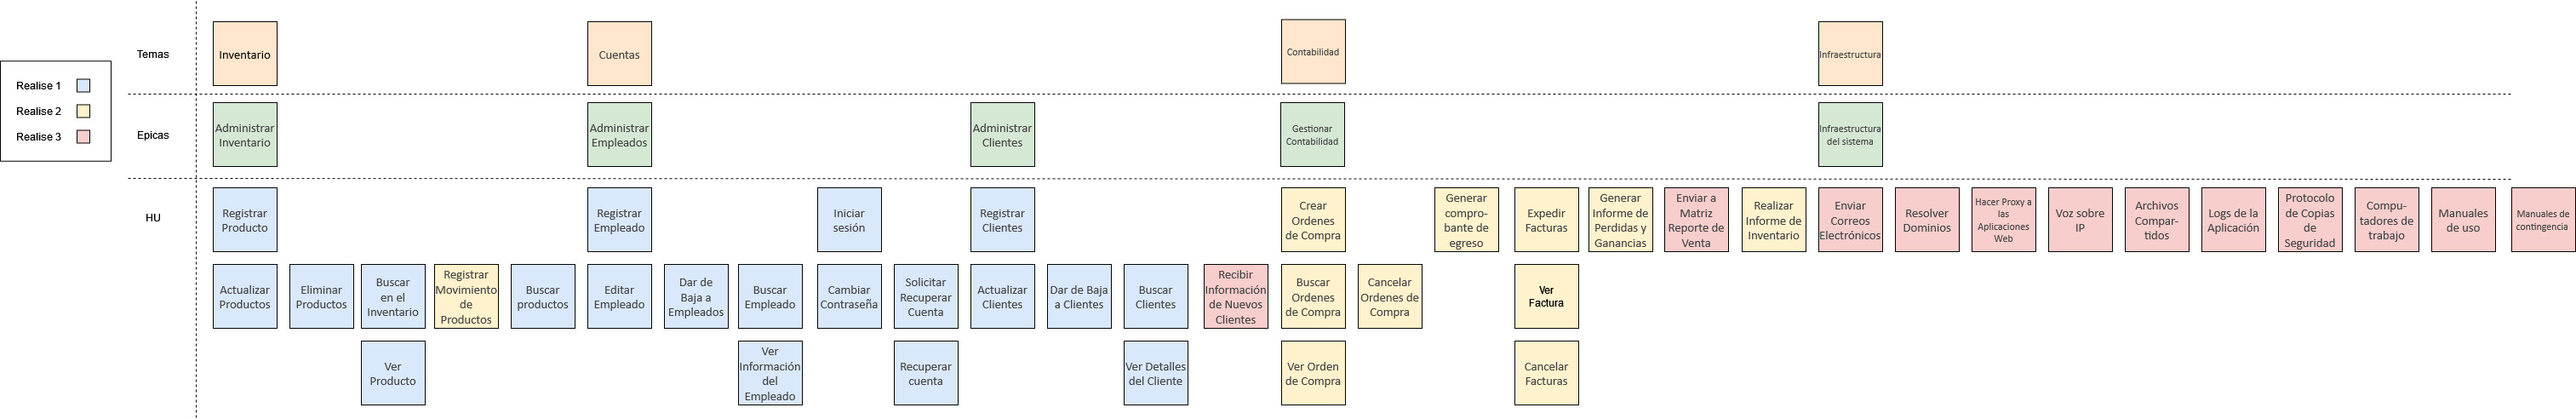 Realise 1
Realise 2
Realise 3
Temas
Inventario
Cuentas
Contabilidad
Infraestructura
Epicas
Administrar
Inventario
Administrar
Empleados
Administrar
Clientes
Gestionar
Contabilidad
Infraestructura
del sistema
HU
Registrar
Producto
Registrar
Empleado
Iniciar
sesión
Registrar
Clientes
Crear
Ordenes
de Compra
Generar
compro-
bante de
egreso
Expedir
Facturas
Generar
Informe de
Perdidas y
Ganancias
Enviar a
Matriz
Reporte de
Venta
Realizar
Informe de
Inventario
Enviar
Correos
Electrónicos
Resolver
Dominios
Hacer Proxy a
las
Aplicaciones
Web
Voz sobre
IP
Archivos
Compar-
tidos
Logs de la
Aplicación
Protocolo
de Copias
de
Seguridad
Compu-
tadores de
trabajo
Manuales
de uso
Manuales de
contingencia
Actualizar
Productos
Eliminar
Productos
Buscar
en el
Inventario
Registrar
Movimiento
de
Productos
Buscar
productos
Editar
Empleado
Dar de
Baja a
Empleados
Buscar
Empleado
Cambiar
Contraseña
Solicitar
Recuperar
Cuenta
Actualizar
Clientes
Dar de Baja
a Clientes
Buscar
Clientes
Recibir
Información
de Nuevos
Clientes
Buscar
Ordenes
de Compra
Cancelar
Ordenes de
Compra
Ver
Factura
Ver
Producto
Ver
Información
del
Empleado
Recuperar
cuenta
Ver Detalles
del Cliente
Ver Orden
de Compra
Cancelar
Facturas